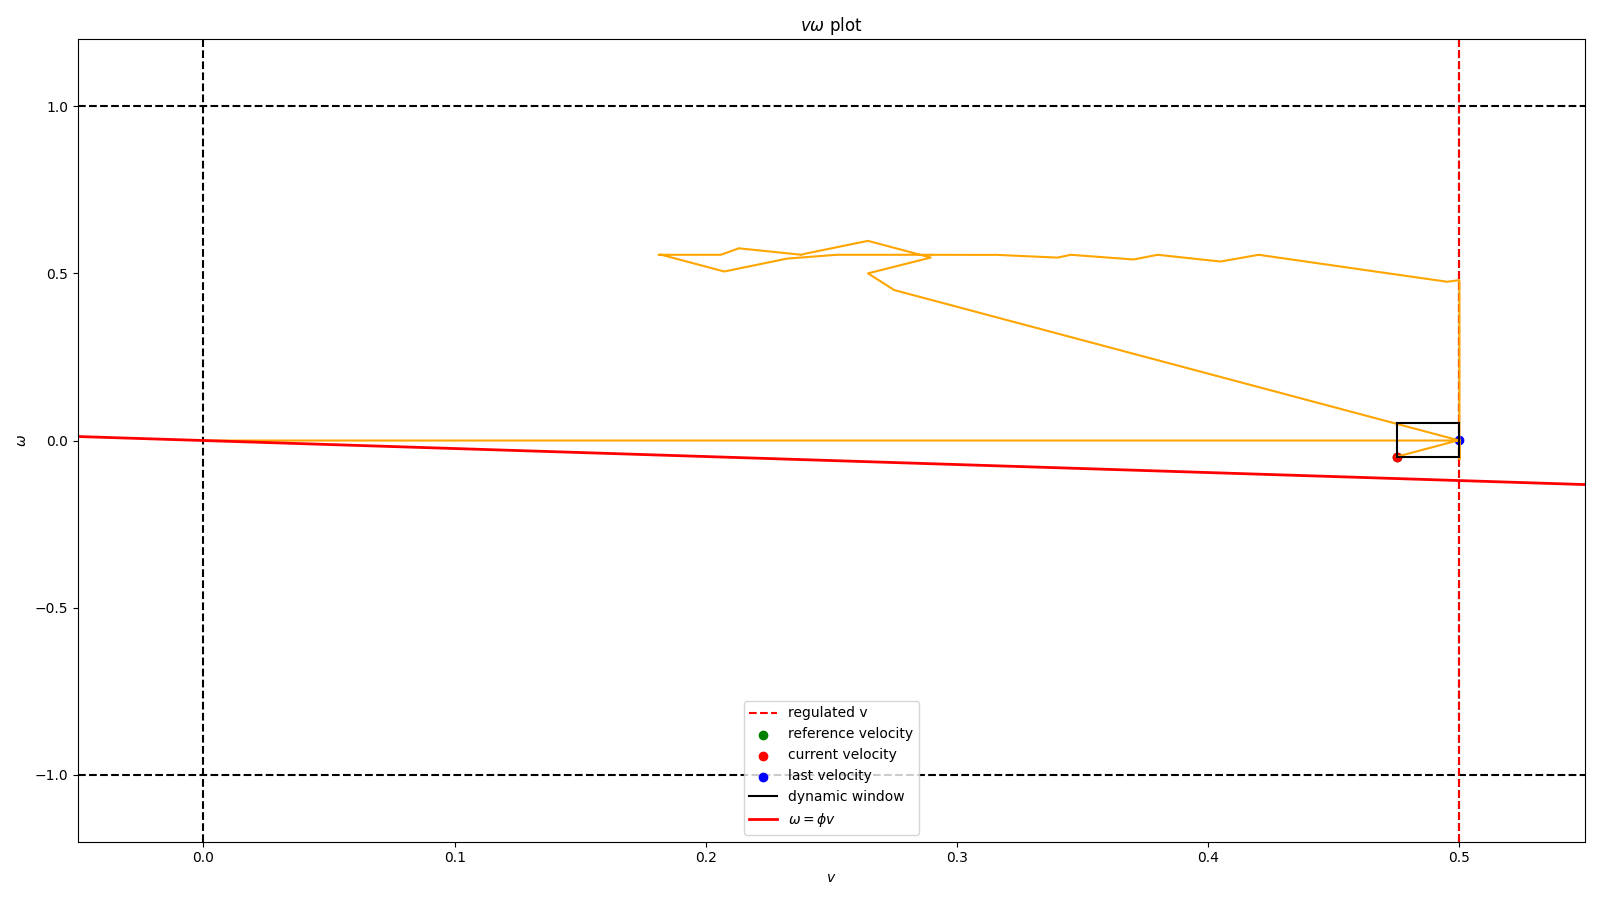 vω plot
1.0
0.5
0.0
−0.5
−1.0
ω
0.0 0.1 0.2 0.3 0.4 0.5
v
regulated v
reference velocity
current velocity
last velocity
dynamic window
ω = ϕv